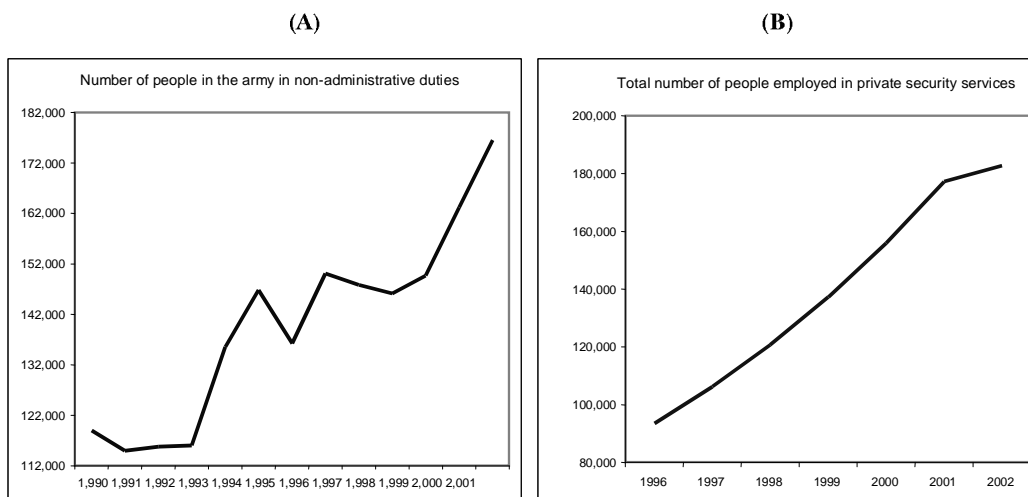 (A)
(B)
Number of people in the army in non-administrative duties
182,000
172,000
162,000
152,000
142,000
132,000
122,000
112,000
1,990 1,991 1,992 1,993 1,994 1,995 1,996 1,997 1,998 1,999 2,000 2,001
Total number of people employed in private security services
200,000
180,000
160,000
140,000
120,000
100,000
80,000
1996 1997 1998 1999 2000 2001 2002